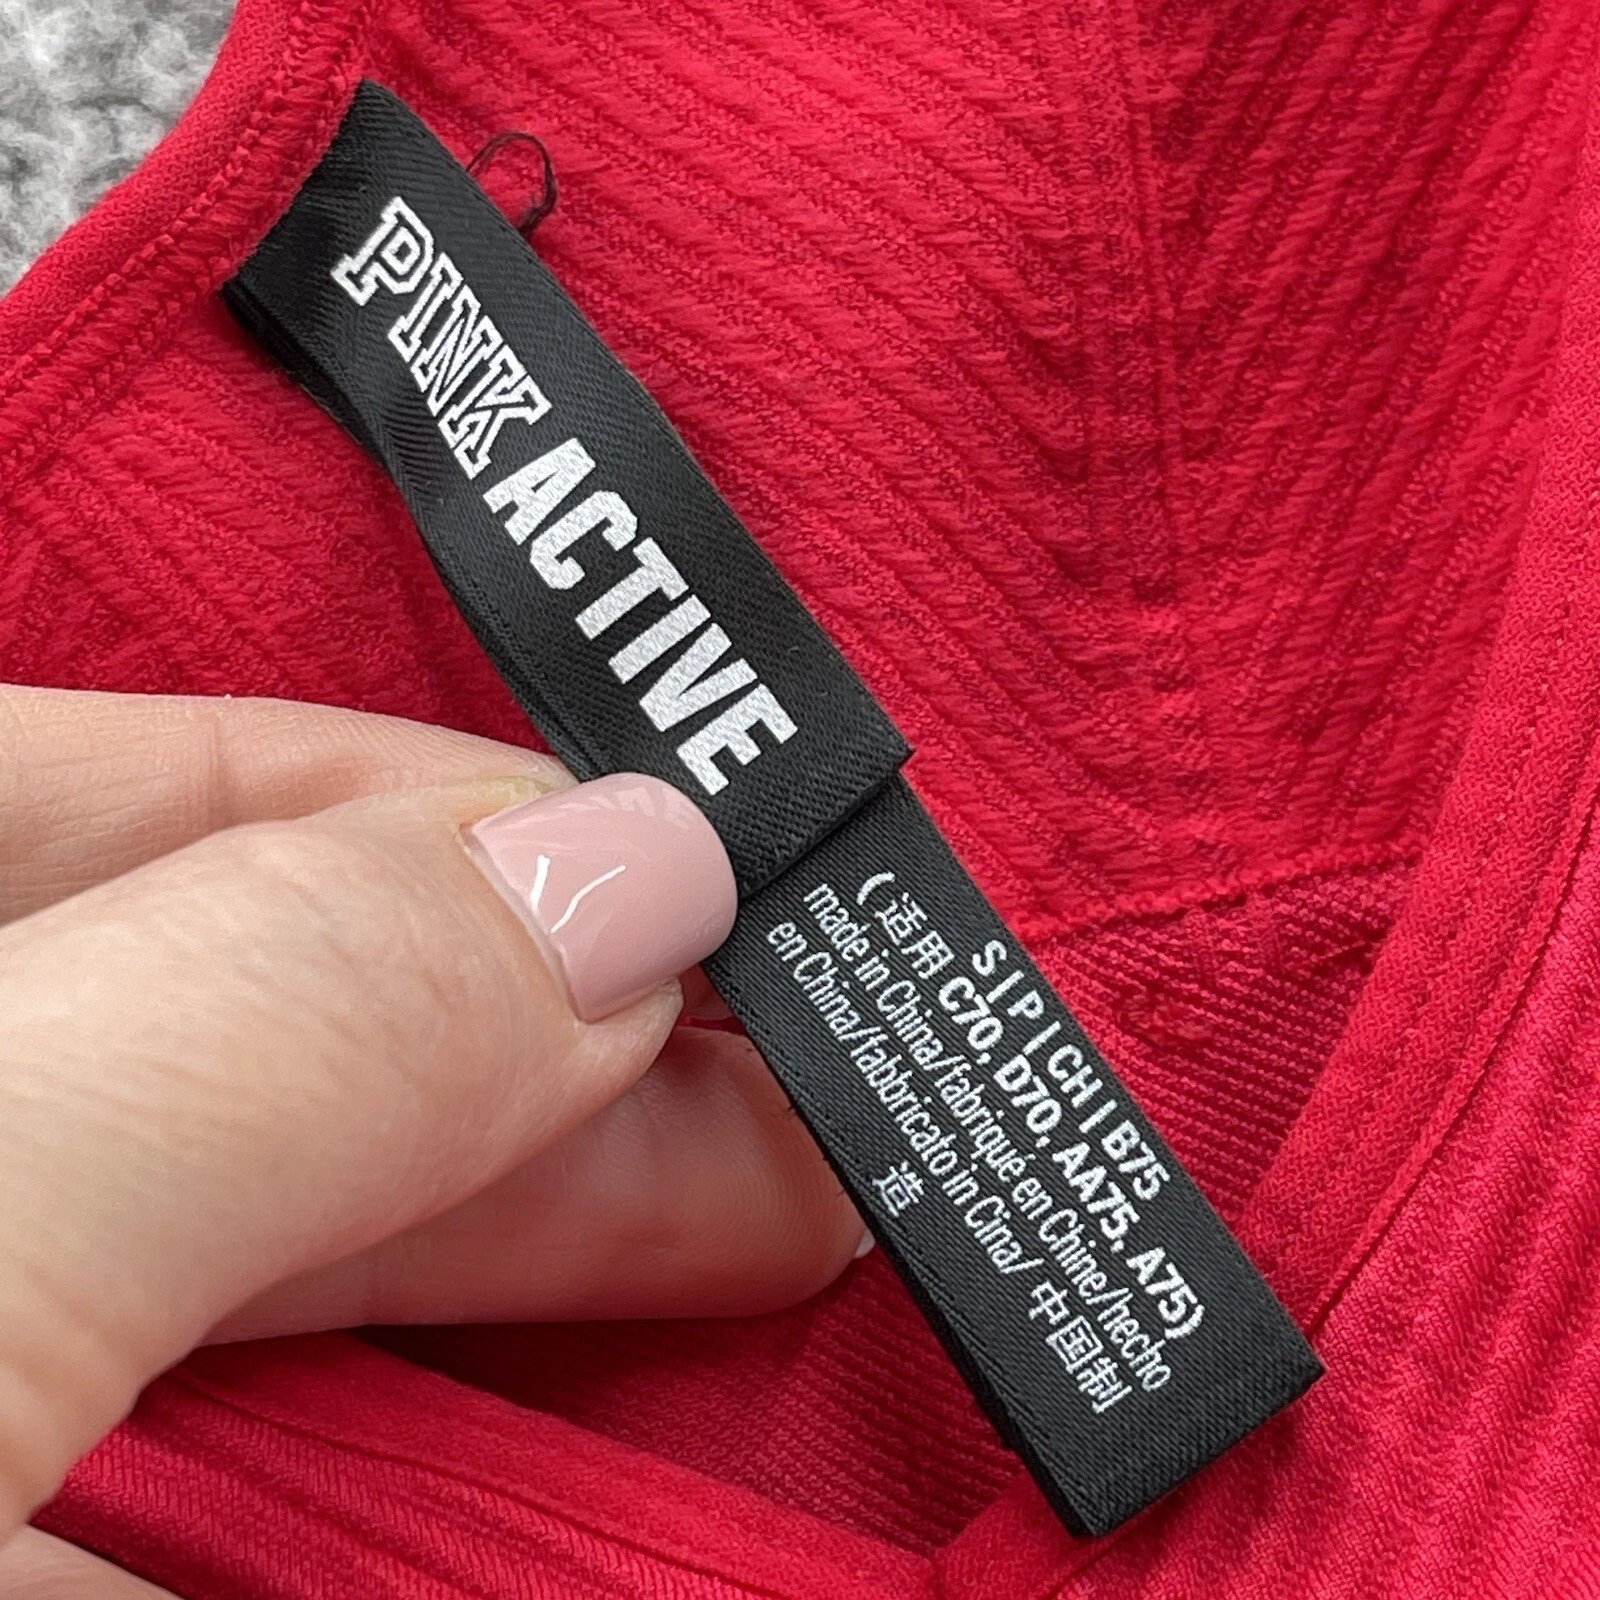 PINK ACTIVE
S | P | CH | B75
(适用 C70, D70, AA75, A75)
made in China/fabriqué en Chine/hecho
en China/fabbricato in Cina/ 中国制
造